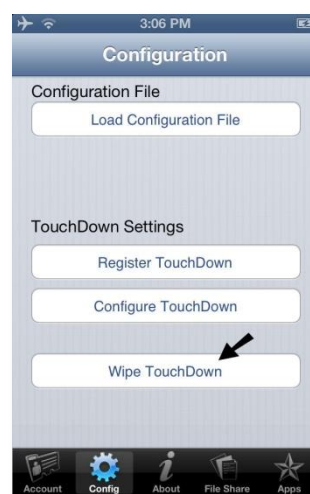 3:06 PM
Configuration
Configuration File
Load Configuration File
TouchDown Settings
Register TouchDown
Configure TouchDown
Wipe TouchDown
Account Config About File Share Apps